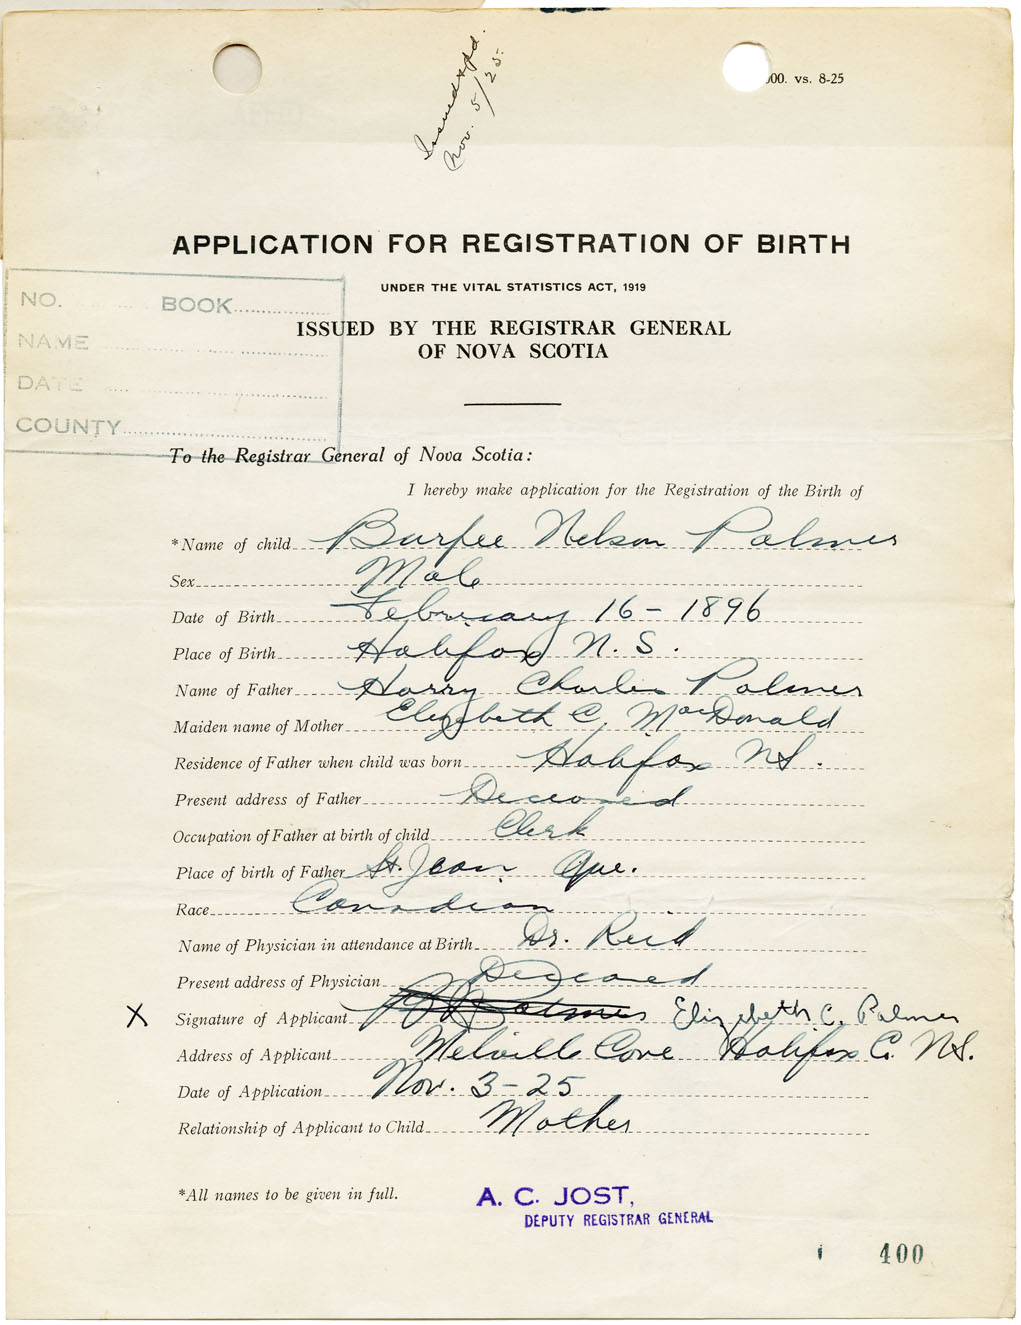 Issued & pd.
Nov. 5/25.
00. vs. 8-25
APPLICATION FOR REGISTRATION OF BIRTH
UNDER THE VITAL STATISTICS ACT, 1919
ISSUED BY THE REGISTRAR GENERAL
OF NOVA SCOTIA
NO. BOOK
NAME
DATE
COUNTY
To the Registrar General of Nova Scotia:
I hereby make application for the Registration of the Birth of
*Name of child Burfee Nelson Palmer
Sex Male
Date of Birth February 16 - 1896
Place of Birth Halifax N. S.
Name of Father Harry Charles Palmer
Maiden name of Mother Elizabeth C. MacDonald
Residence of Father when child was born Halifax NS.
Present address of Father Deceased
Occupation of Father at birth of child Clerk
Place of birth of Father St. Jean Que.
Race Canadian
Name of Physician in attendance at Birth Dr. Reid
Present address of Physician Deceased
X Signature of Applicant Palmer Elizebeth C. Palmer
Address of Applicant Melville Cove Halifax C. NS.
Date of Application Nov. 3-25
Relationship of Applicant to Child Mother
*All names to be given in full.
A. C. JOST,
DEPUTY REGISTRAR GENERAL
400